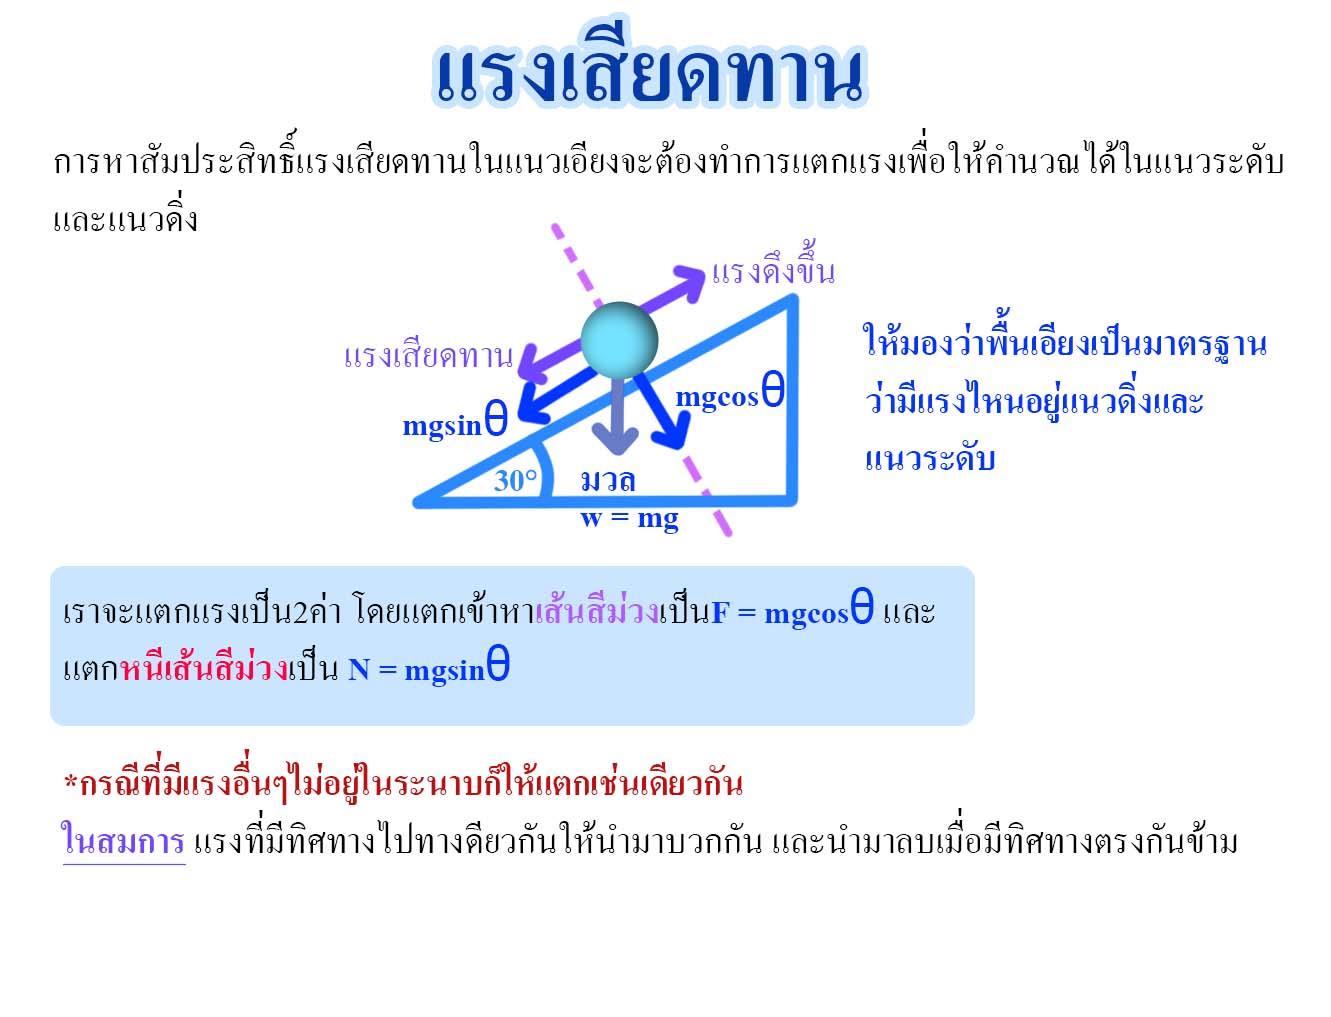 แรงเสียดทาน
การหาสัมประสิทธิ์แรงเสียดทานในแนวเอียงจะต้องทำการแตกแรงเพื่อให้คำนวณได้ในแนวระดับ
และแนวดิ่ง
แรงดึงขึ้น
แรงเสียดทาน
mgsinθ
mgcosθ
30°
มวล
w = mg
ให้มองว่าพื้นเอียงเป็นมาตรฐาน
ว่ามีแรงไหนอยู่แนวดิ่งและ
แนวระดับ
เราจะแตกแรงเป็น2ค่า โดยแตกเข้าหาเส้นสีม่วงเป็นF = mgcosθ และ
แตกหนีเส้นสีม่วงเป็น N = mgsinθ
*กรณีที่มีแรงอื่นๆไม่อยู่ในระนาบก็ให้แตกเช่นเดียวกัน
ในสมการ แรงที่มีทิศทางไปทางดียวกันให้นำมาบวกกัน และนำมาลบเมื่อมีทิศทางตรงกันข้าม